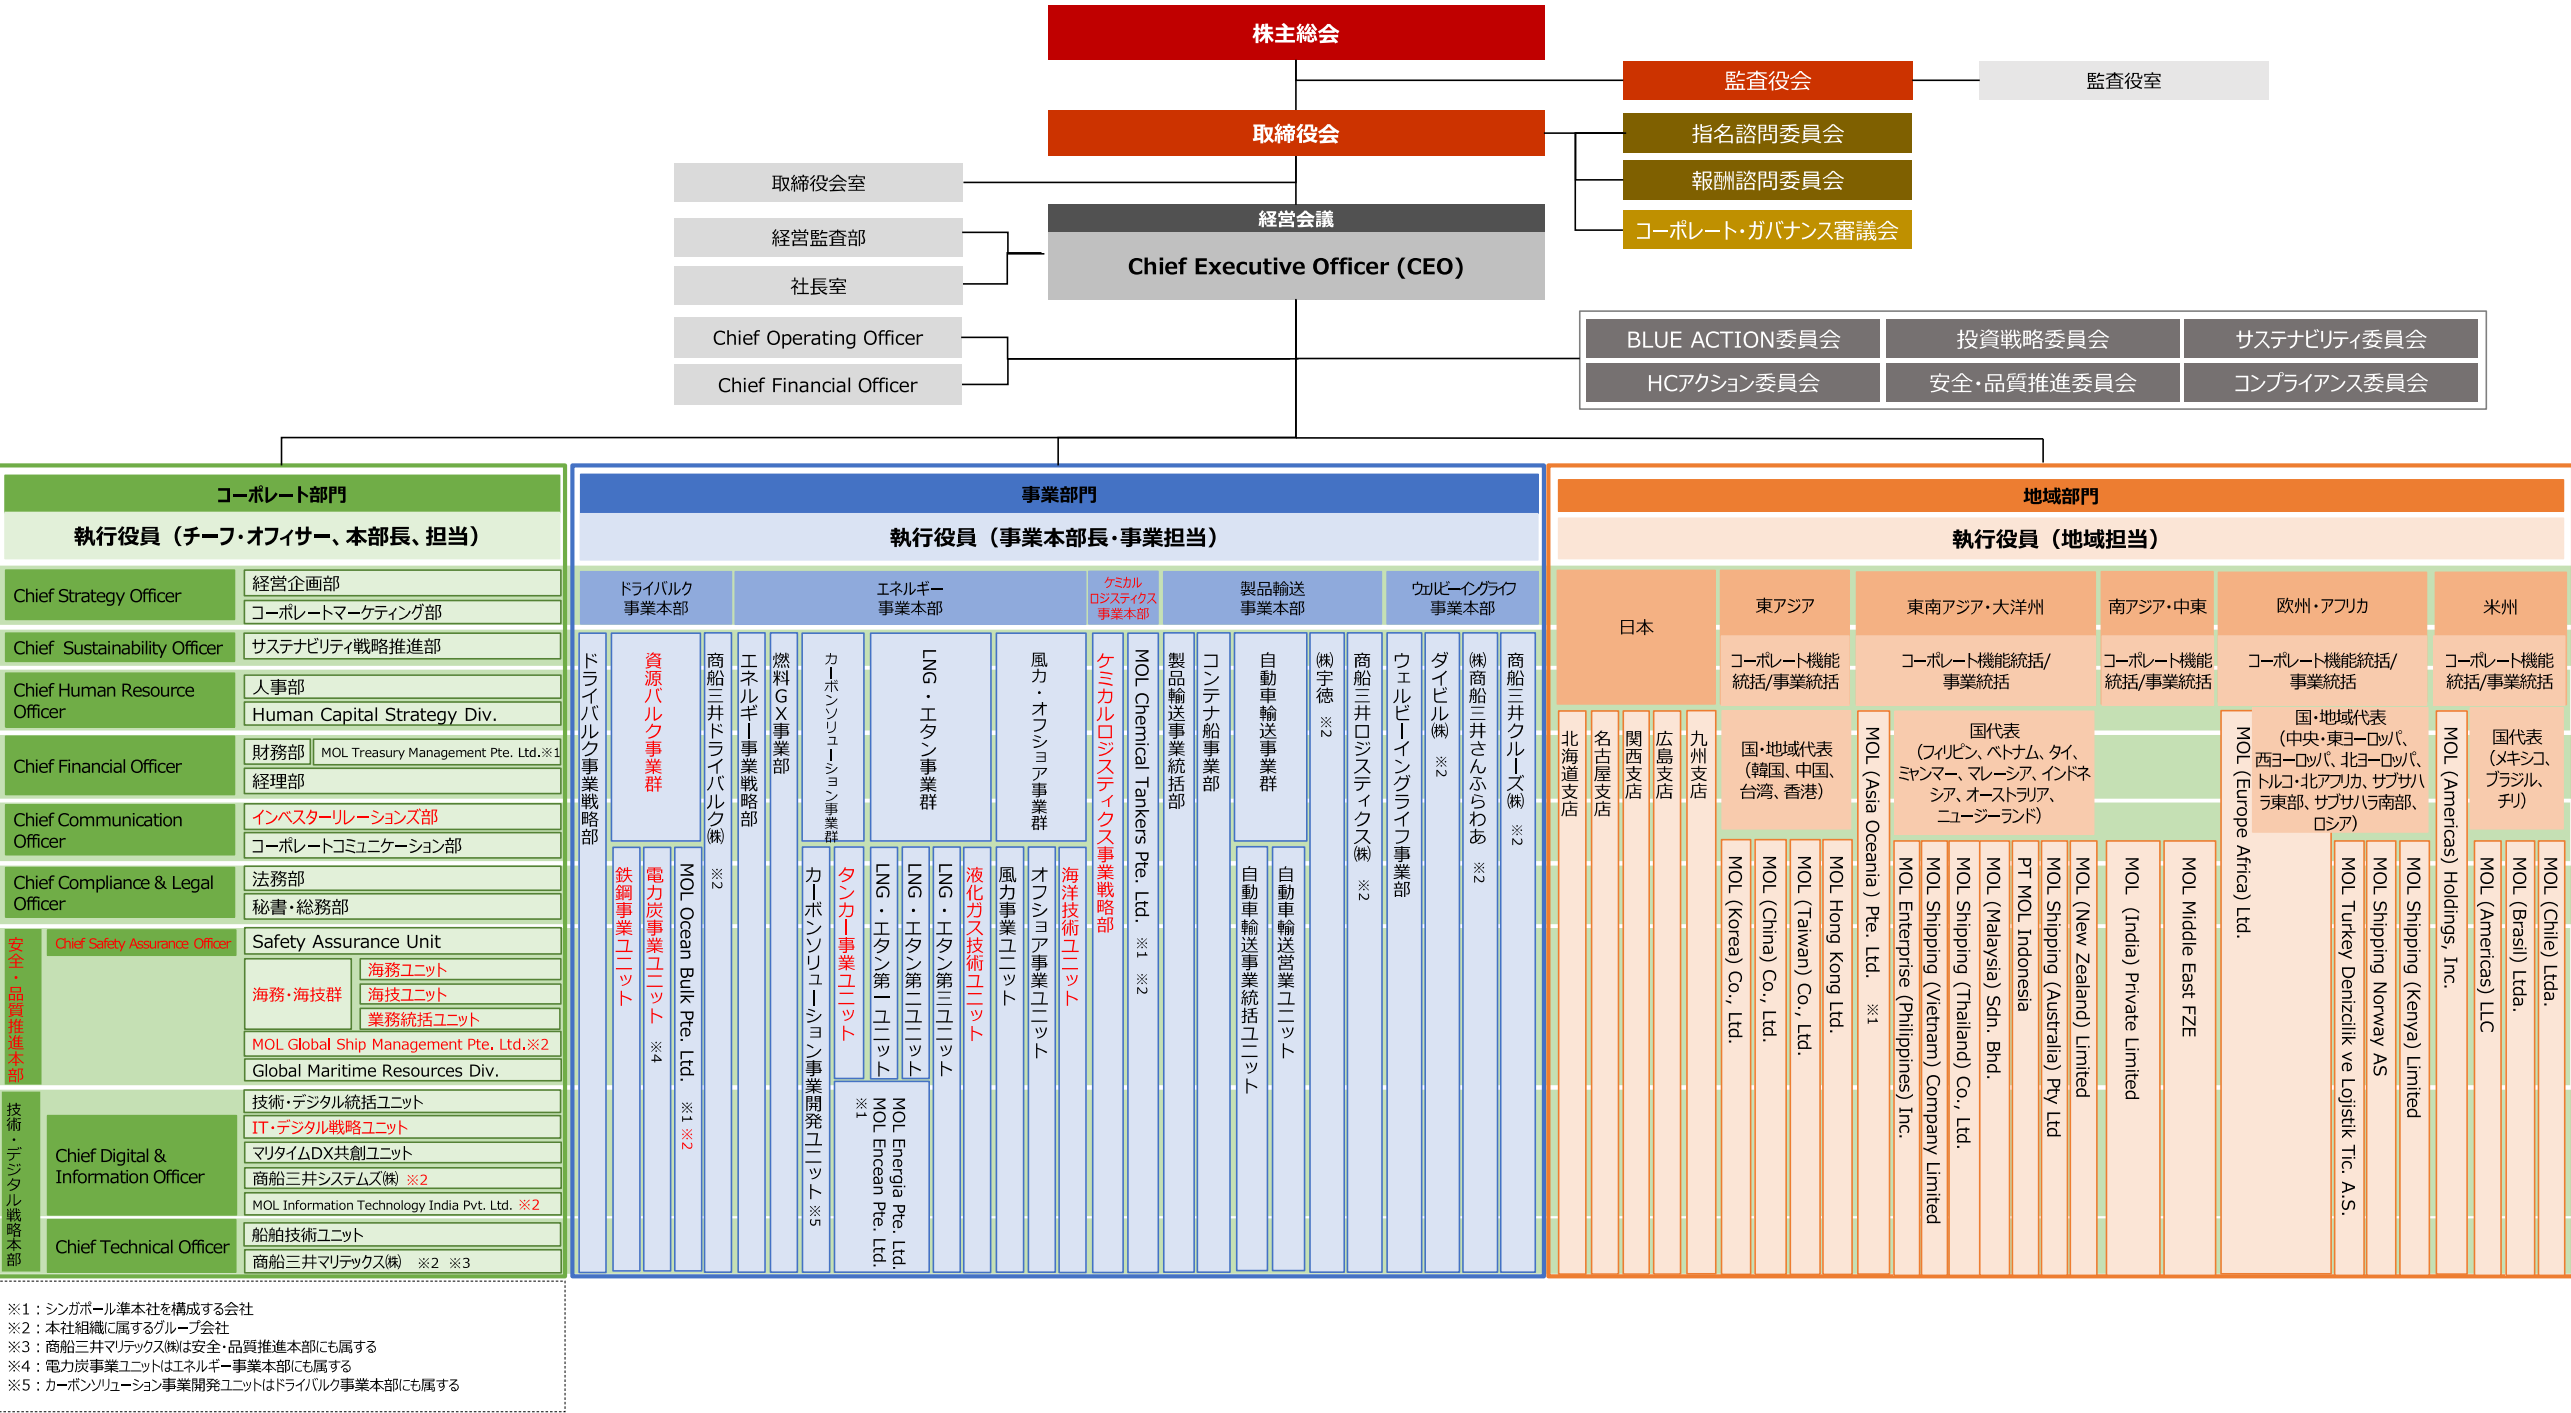 株主総会
監査役会
監査役室
取締役会
指名諮問委員会
報酬諮問委員会
コーポレート・ガバナンス審議会
取締役会室
経営監査部
社長室
経営会議
Chief Executive Officer (CEO)
Chief Operating Officer
Chief Financial Officer
BLUE ACTION委員会
投資戦略委員会
サステナビリティ委員会
HCアクション委員会
安全・品質推進委員会
コンプライアンス委員会
コーポレート部門
執行役員（チーフ・オフィサー、本部長、担当）
Chief Strategy Officer
経営企画部
コーポレートマーケティング部
Chief Sustainability Officer
サステナビリティ戦略推進部
Chief Human Resource
Officer
人事部
Human Capital Strategy Div.
Chief Financial Officer
財務部
MOL Treasury Management Pte. Ltd.※1
経理部
Chief Communication
Officer
インベスターリレーションズ部
コーポレートコミュニケーション部
Chief Compliance & Legal
Officer
法務部
秘書・総務部
安全・品質推進本部
Chief Safety Assurance Officer
Safety Assurance Unit
海務・海技群
海務ユニット
海技ユニット
業務統括ユニット
MOL Global Ship Management Pte. Ltd.※2
Global Maritime Resources Div.
技術・デジタル戦略本部
技術・デジタル統括ユニット
Chief Digital &
Information Officer
IT・デジタル戦略ユニット
マリタイムDX共創ユニット
商船三井システムズ㈱ ※2
MOL Information Technology India Pvt. Ltd. ※2
Chief Technical Officer
船舶技術ユニット
商船三井マリテックス㈱ ※2 ※3
事業部門
執行役員（事業本部長・事業担当）
ドライバルク
事業本部
ドライバルク事業戦略部
資源バルク事業群
鉄鋼事業ユニット
電力炭事業ユニット ※4
MOL Ocean Bulk Pte. Ltd. ※1 ※2
商船三井ドライバルク㈱ ※2
エネルギー
事業本部
エネルギー事業戦略部
燃料GX事業部
カーボンソリューション事業群
カーボンソリューション事業開発ユニット ※5
LNG・エタン事業群
タンカー事業ユニット
LNG・エタン第一ユニット
LNG・エタン第二ユニット
LNG・エタン第三ユニット
液化ガス技術ユニット
MOL Energia Pte. Ltd.
MOL Encean Pte. Ltd.
※1
風力・オフショア事業群
風力事業ユニット
オフショア事業ユニット
海洋技術ユニット
ケミカル
ロジスティクス
事業本部
ケミカルロジスティクス事業戦略部
MOL Chemical Tankers Pte. Ltd. ※1 ※2
製品輸送
事業本部
製品輸送事業統括部
コンテナ船事業部
自動車輸送事業群
自動車輸送事業統括ユニット
自動車輸送営業ユニット
㈱宇徳 ※2
商船三井ロジスティクス㈱ ※2
ウェルビーイングライフ
事業本部
ウェルビーイングライフ事業部
ダイビル㈱ ※2
㈱商船三井さんふらわあ ※2
商船三井クルーズ㈱ ※2
地域部門
執行役員（地域担当）
日本
北海道支店
名古屋支店
関西支店
広島支店
九州支店
東アジア
コーポレート機能
統括/事業統括
国・地域代表
（韓国、中国、
台湾、香港）
MOL (Korea) Co., Ltd.
MOL (China) Co., Ltd.
MOL (Taiwan) Co., Ltd.
MOL Hong Kong Ltd.
東南アジア・大洋州
コーポレート機能統括/
事業統括
MOL (Asia Oceania) Pte. Ltd. ※1
国代表
（フィリピン、ベトナム、タイ、
ミャンマー、マレーシア、インドネ
シア、オーストラリア、
ニュージーランド）
MOL Enterprise (Philippines) Inc.
MOL Shipping (Vietnam) Company Limited
MOL Shipping (Thailand) Co., Ltd.
MOL (Malaysia) Sdn. Bhd.
PT MOL Indonesia
MOL Shipping (Australia) Pty Ltd
MOL (New Zealand) Limited
南アジア・中東
コーポレート機能
統括/事業統括
MOL (India) Private Limited
MOL Middle East FZE
欧州・アフリカ
コーポレート機能統括/
事業統括
MOL (Europe Africa) Ltd.
国・地域代表
（中央・東ヨーロッパ、
西ヨーロッパ、北ヨーロッパ、
トルコ・北アフリカ、サブサハ
ラ東部、サブサハラ南部、
ロシア）
MOL Turkey Denizcilik ve Lojistik Tic. A.S.
MOL Shipping Norway AS
MOL Shipping (Kenya) Limited
米州
コーポレート機能
統括/事業統括
MOL (Americas) Holdings, Inc.
国代表
（メキシコ、
ブラジル、
チリ）
MOL (Americas) LLC
MOL (Brasil) Ltda.
MOL (Chile) Ltda.
※1：シンガポール準本社を構成する会社
※2：本社組織に属するグループ会社
※3：商船三井マリテックス㈱は安全・品質推進本部にも属する
※4：電力炭事業ユニットはエネルギー事業本部にも属する
※5：カーボンソリューション事業開発ユニットはドライバルク事業本部にも属する